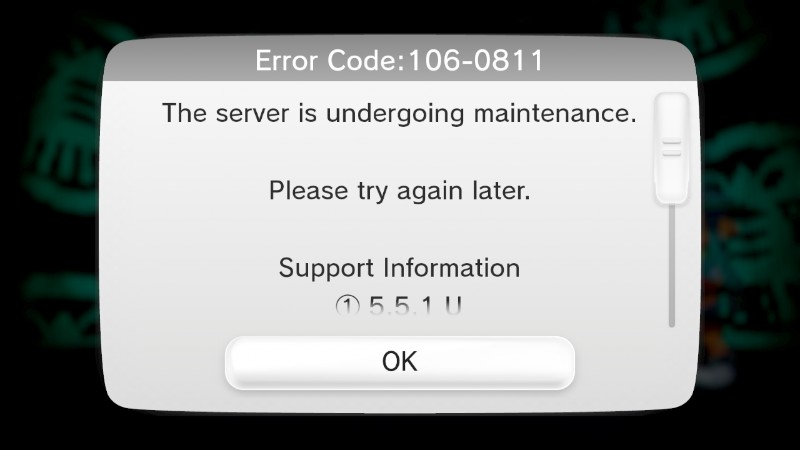 Error Code:106-0811
The server is undergoing maintenance.
Please try again later.
Support Information
① 5.5.1 U
OK